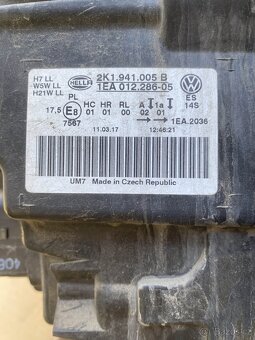 H7 LL
W5W LL
H21W LL
HELLA
2K1.941.005 B
1EA 012.286-05
PL
ES
14S
HC HR RL A 1a
17,5 E8 01 01 00 02 01
7567
1EA.2036
11.03.17 12:46:21
UM7 Made in Czech Republic